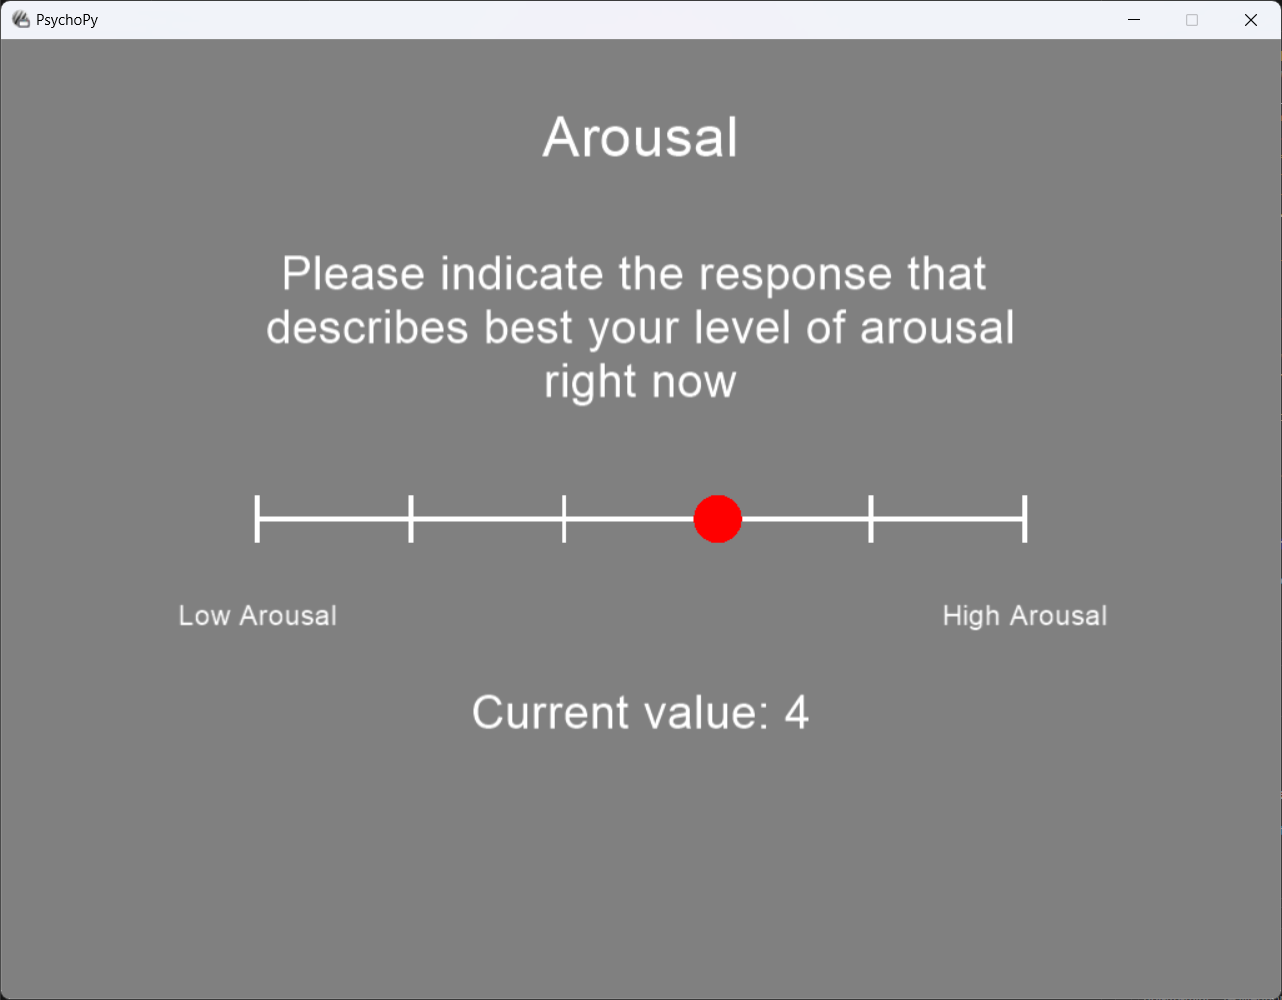 PsychoPy
Arousal
Please indicate the response that
describes best your level of arousal
right now
Low Arousal
High Arousal
Current value: 4